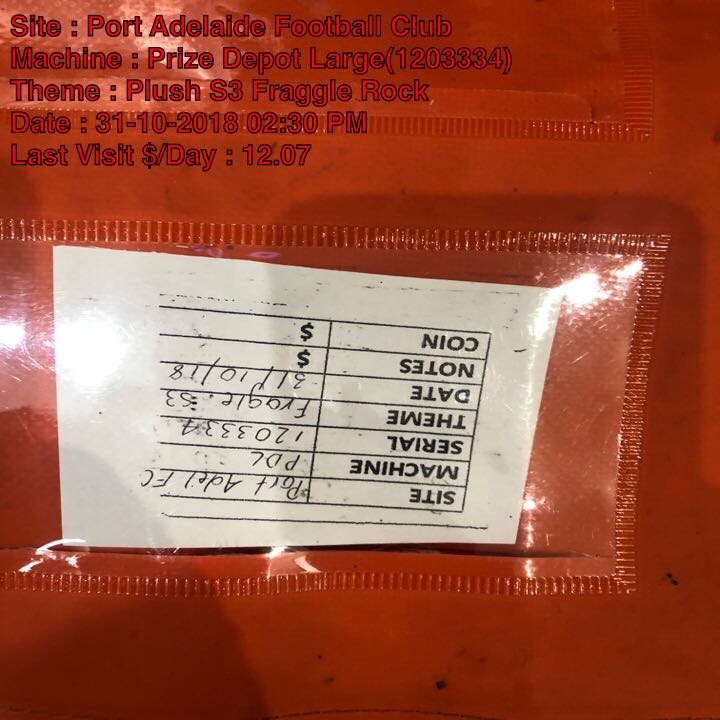 Site : Port Adelaide Football Club
Machine : Prize Depot Large(1203334)
Theme : Plush S3 Fraggle Rock
Date : 31-10-2018 02:30 PM
Last Visit $/Day : 12.07
SITE Port Adel FC
MACHINE PDL
SERIAL 1203334
THEME Fraggle. S3
DATE 31/10/18
NOTES $
COIN $